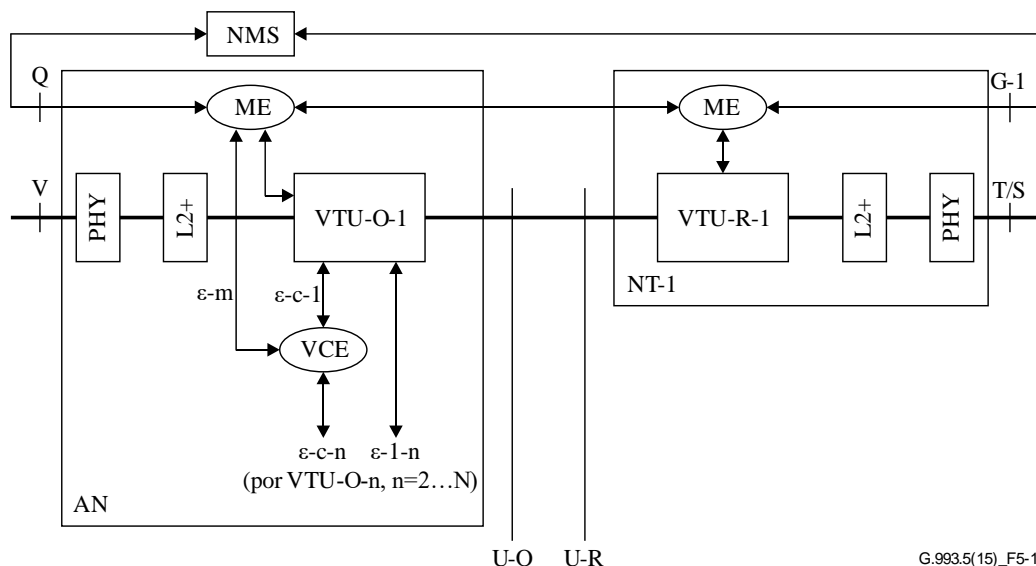 NMS
Q
ME
ME
G-1
V
PHY
L2+
VTU-O-1
VTU-R-1
L2+
PHY
T/S
NT-1
ε-m
ε-c-1
VCE
ε-c-n
ε-1-n
(por VTU-O-n, n=2…N)
AN
U-O
U-R
G.993.5(15)_F5-1